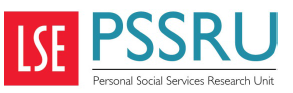 LSE
PSSRU
Personal Social Services Research Unit